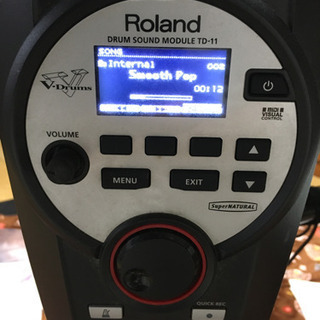 Roland
DRUM SOUND MODULE TD-11
SONG
Internal 002
Smooth Pop
00:12
V-Drums
MIDI
VISUAL
CONTROL
VOLUME
MENU
EXIT
SuperNATURAL
QUICK REC